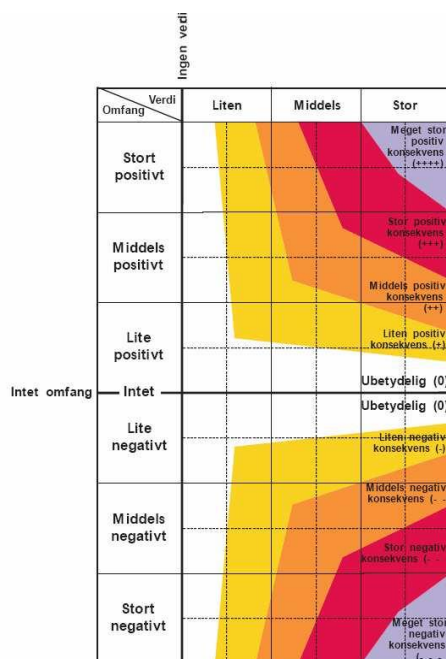 Ingen verdi
Verdi
Omfang
Liten
Middels
Stor
Stort
positivt
Meget stor
positiv
konsekvens
(++++)
Middels
positivt
Stor positiv
konsekvens
(+++)
Middels positiv
konsekvens
(++)
Lite
positivt
Liten positiv
konsekvens (+)
Ubetydelig (0)
Intet omfang
Intet
Ubetydelig (0)
Lite
negativt
Liten negativ
konsekvens (-)
Middels
negativt
Middels negativ
konsekvens (- -)
Stor negativ
konsekvens (- -
Stort
negativt
Meget stor
negativ
konsekvens
(- - -